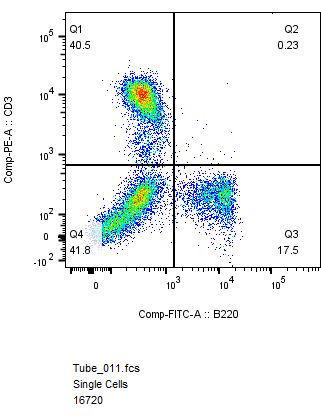 Q1
40.5
Q2
0.23
10^5
10^4
10^3
10^2
0
-10^2
Comp-PE-A :: CD3
Q4
41.8
Q3
17.5
0
10^3
10^4
10^5
Comp-FITC-A :: B220
Tube_011.fcs
Single Cells
16720